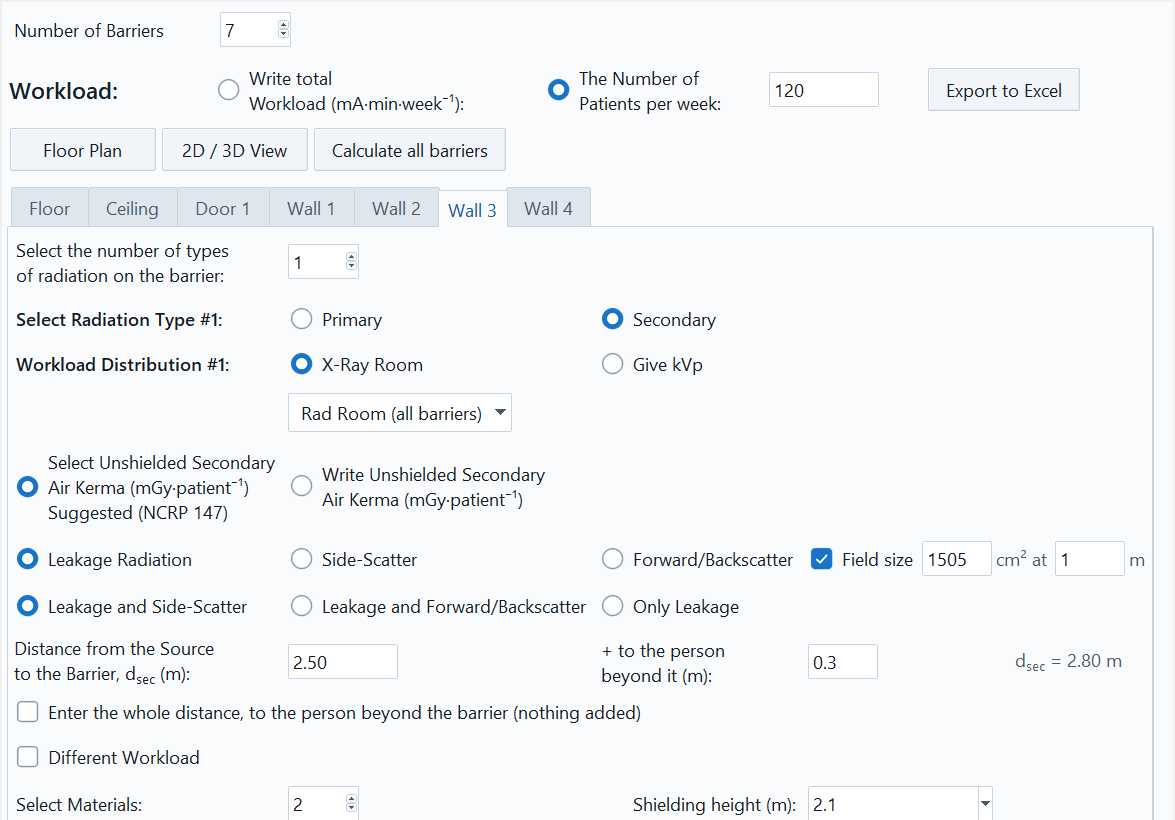 Number of Barriers 7
Workload: Write total Workload (mA·min·week⁻¹): The Number of Patients per week: 120 Export to Excel
Floor Plan 2D / 3D View Calculate all barriers
Floor Ceiling Door 1 Wall 1 Wall 2 Wall 3 Wall 4
Select the number of types
of radiation on the barrier: 1
Select Radiation Type #1: Primary Secondary
Workload Distribution #1: X-Ray Room Give kVp
Rad Room (all barriers)
Select Unshielded Secondary
Air Kerma (mGy·patient⁻¹)
Suggested (NCRP 147)
Write Unshielded Secondary
Air Kerma (mGy·patient⁻¹)
Leakage Radiation Side-Scatter Forward/Backscatter Field size 1505 cm² at 1 m
Leakage and Side-Scatter Leakage and Forward/Backscatter Only Leakage
Distance from the Source
to the Barrier, dsec (m): 2.50
+ to the person
beyond it (m): 0.3
dsec = 2.80 m
Enter the whole distance, to the person beyond the barrier (nothing added)
Different Workload
Select Materials: 2 Shielding height (m): 2.1